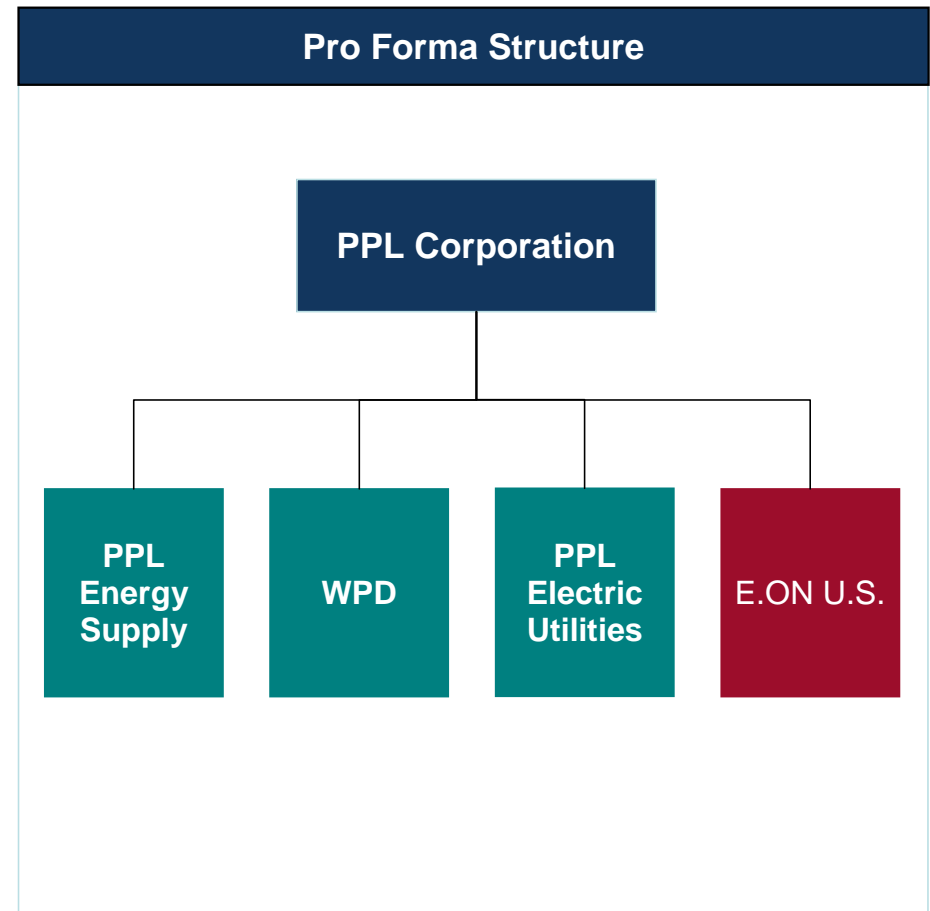 Pro Forma Structure
PPL Corporation
PPL
Energy
Supply
WPD
PPL
Electric
Utilities
E.ON U.S.